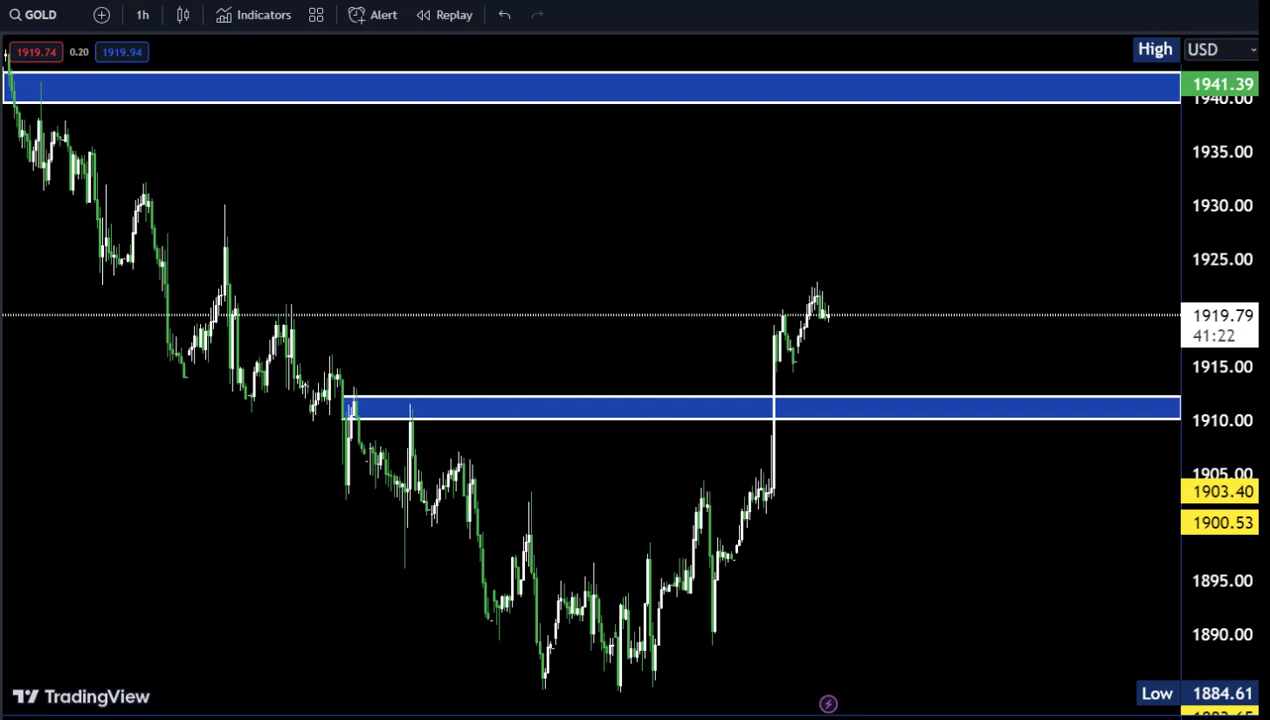 GOLD 1h Indicators Alert Replay
1919.74 0.20 1919.94
High USD
1941.39
1940.00
1935.00
1930.00
1925.00
1919.79
41:22
1915.00
1910.00
1905.00
1903.40
1900.53
1895.00
1890.00
TradingView
Low 1884.61